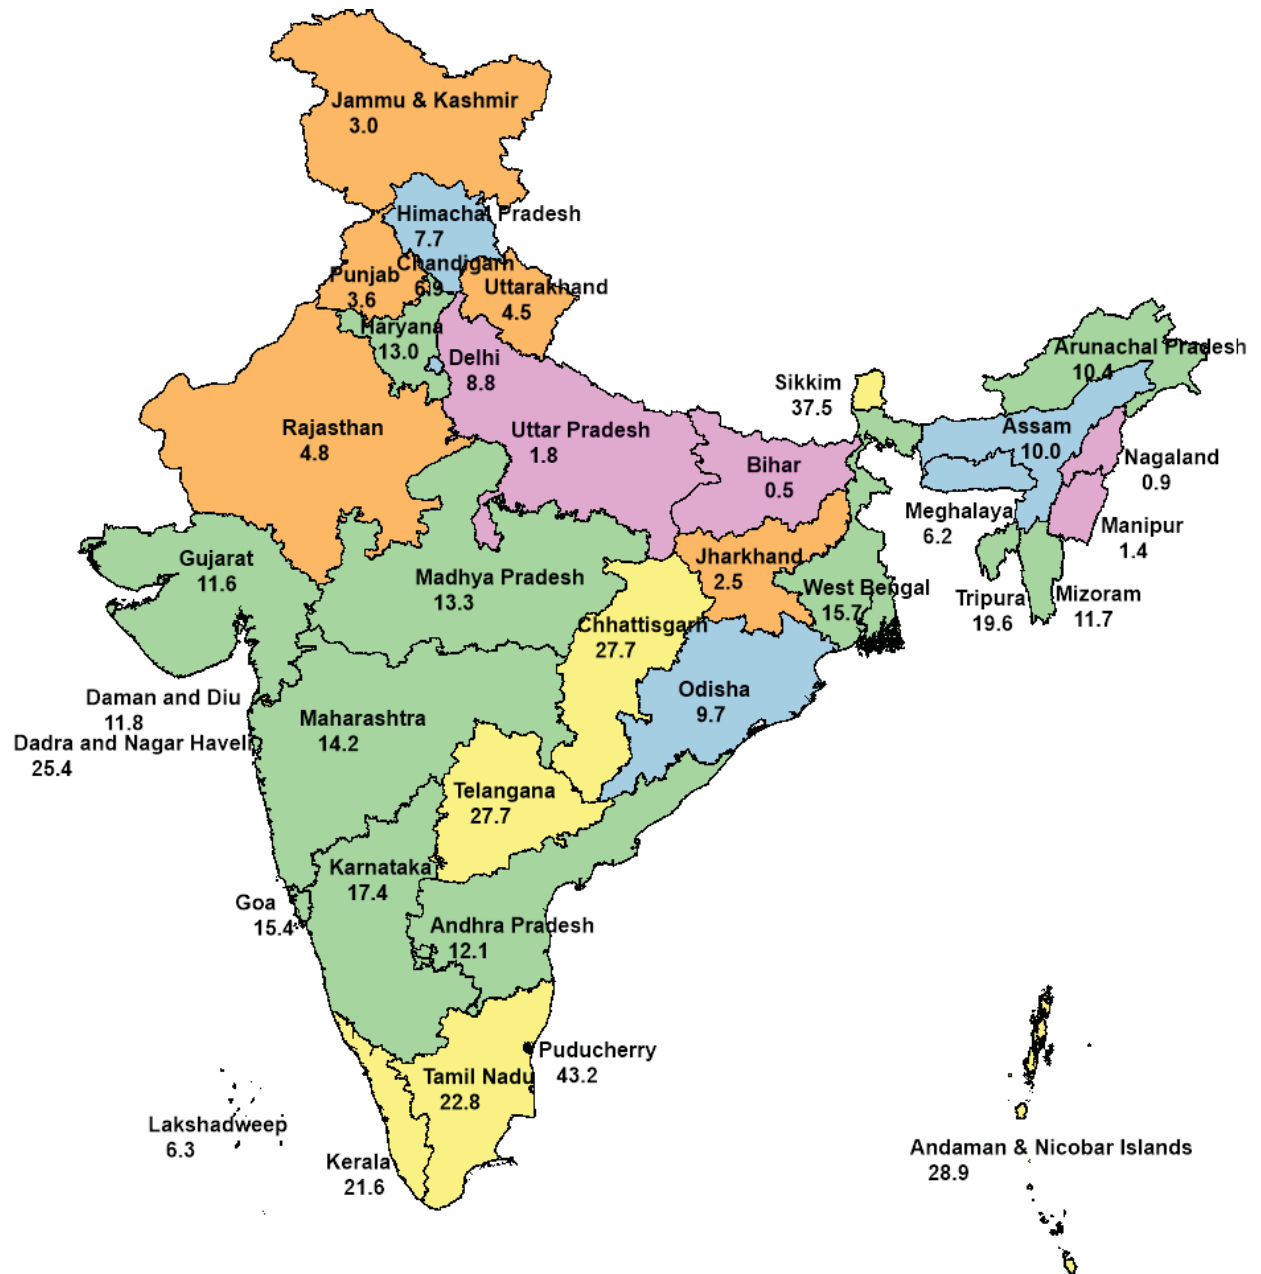 Jammu & Kashmir
3.0
Himachal Pradesh
7.7
Chandigarh
6.9
Punjab
3.6
Uttarakhand
4.5
Haryana
13.0
Delhi
8.8
Arunachal Pradesh
10.4
Sikkim
37.5
Rajasthan
4.8
Uttar Pradesh
1.8
Assam
10.0
Bihar
0.5
Nagaland
0.9
Meghalaya
6.2
Manipur
1.4
Gujarat
11.6
Madhya Pradesh
13.3
Jharkhand
2.5
West Bengal
15.7
Tripura
19.6
Mizoram
11.7
Chhattisgarh
27.7
Odisha
9.7
Daman and Diu
11.8
Dadra and Nagar Haveli
25.4
Maharashtra
14.2
Telangana
27.7
Karnataka
17.4
Goa
15.4
Andhra Pradesh
12.1
Puducherry
43.2
Tamil Nadu
22.8
Lakshadweep
6.3
Kerala
21.6
Andaman & Nicobar Islands
28.9